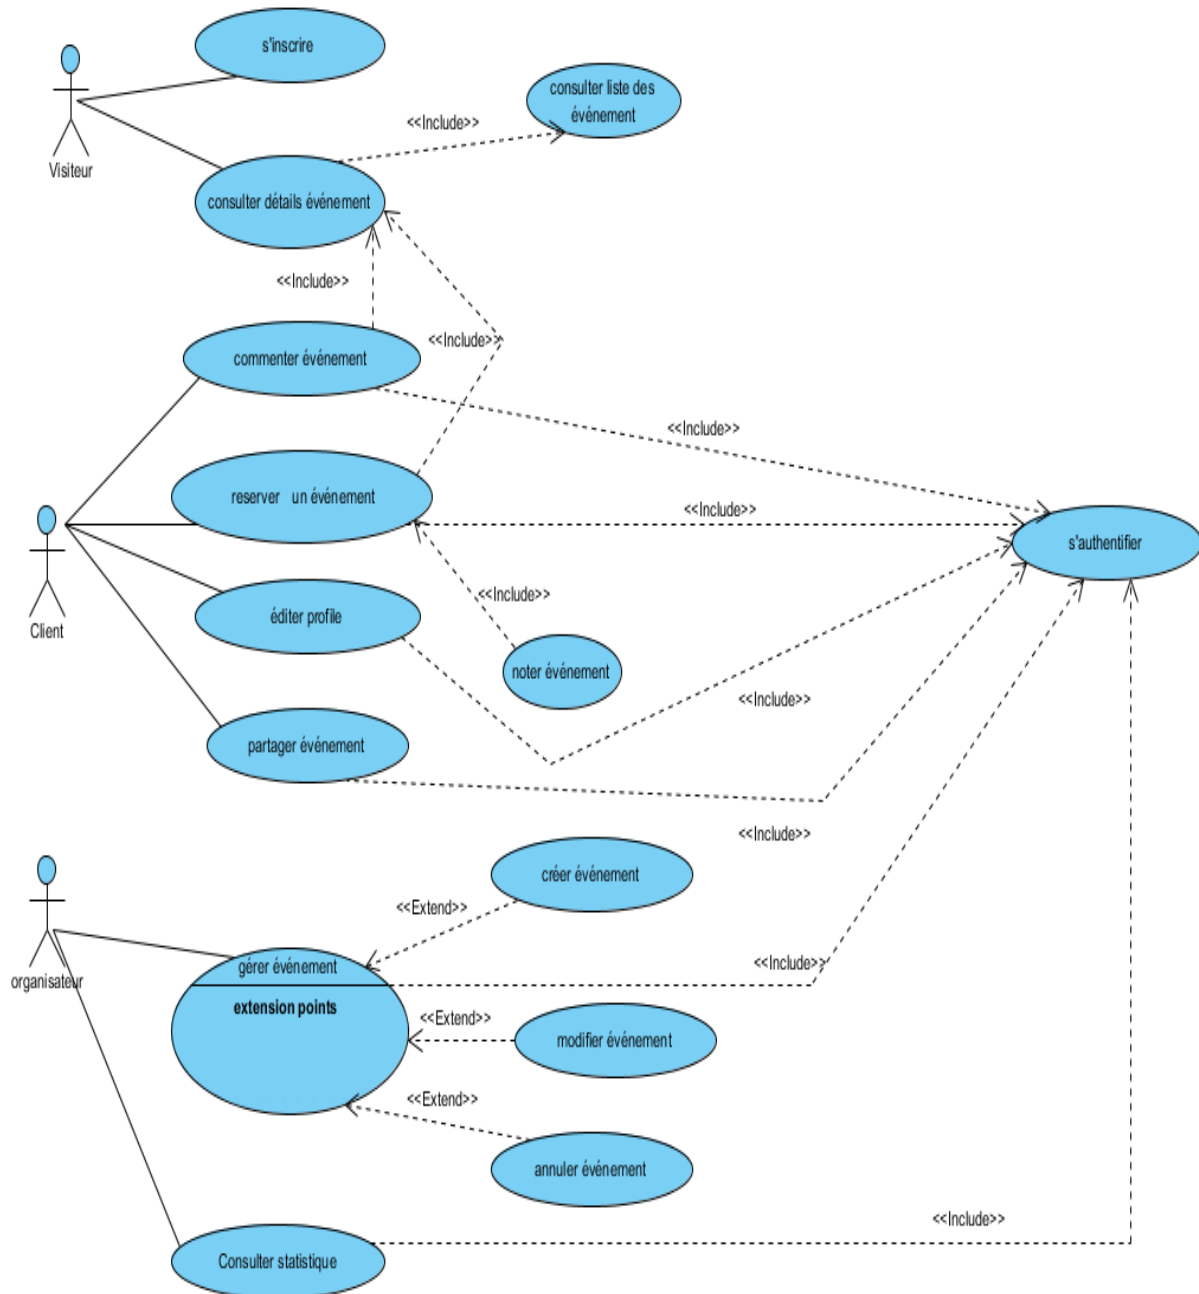 s'inscrire
consulter liste des
événement
<<Include>>
Visiteur
consulter détails événement
<<Include>>
<<Include>>
commenter événement
<<Include>>
reserver un événement
<<Include>>
s'authentifier
<<Include>>
éditer profile
Client
noter événement
<<Include>>
partager événement
<<Include>>
créer événement
<<Extend>>
gérer événement
<<Include>>
organisateur
extension points
<<Extend>>
modifier événement
<<Extend>>
annuler événement
<<Include>>
Consulter statistique